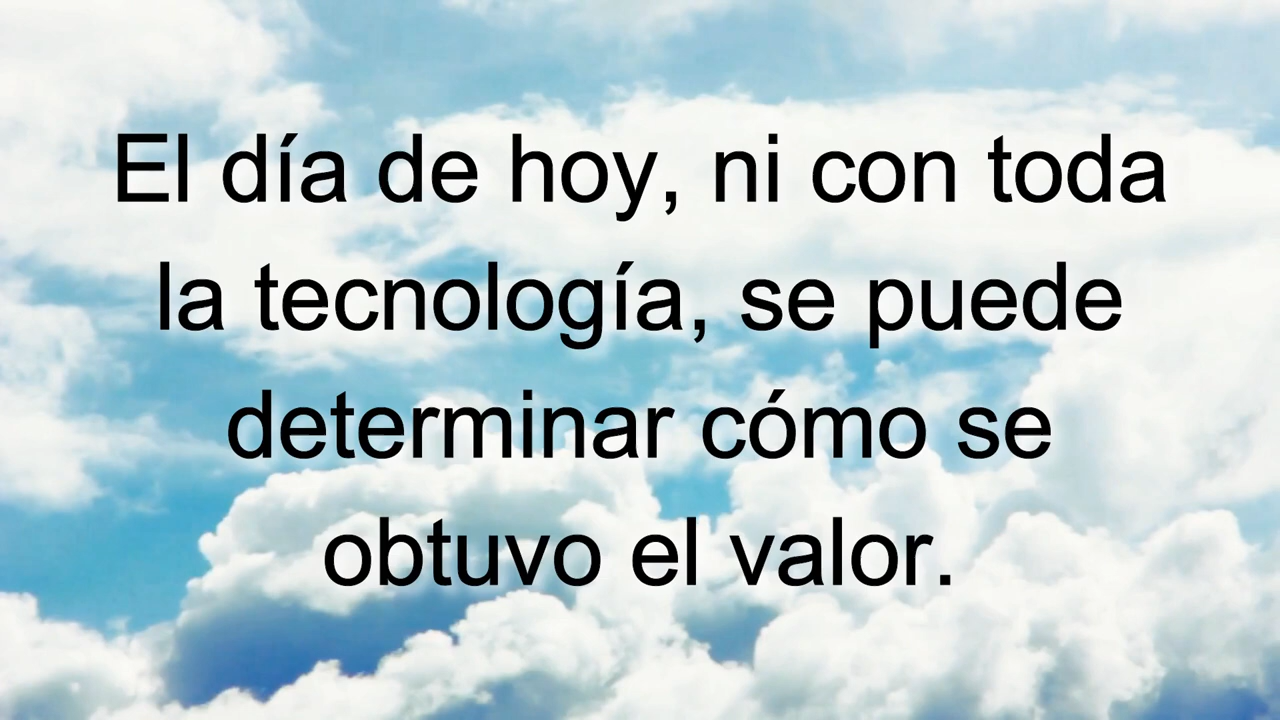 El día de hoy, ni con toda
la tecnología, se puede
determinar cómo se
obtuvo el valor.